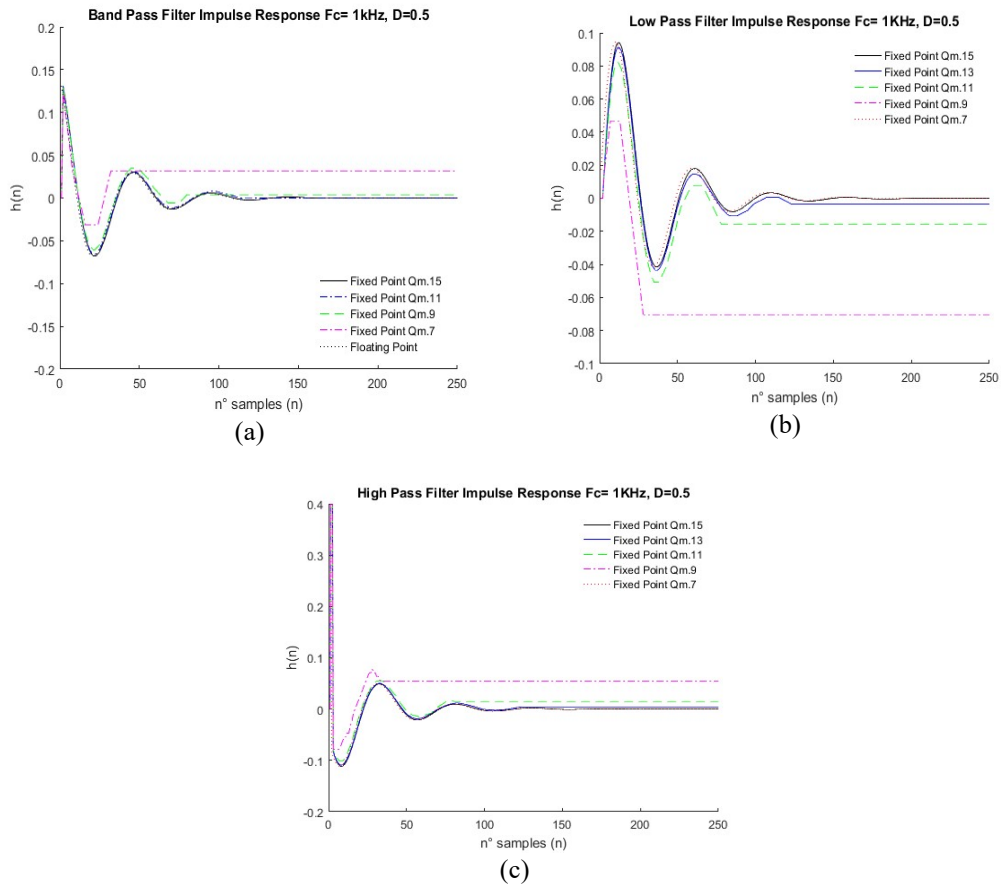 Band Pass Filter Impulse Response Fc= 1kHz, D=0.5
0.2
0.15
0.1
0.05
0
-0.05
-0.1
-0.15
-0.2
h(n)
Fixed Point Qm.15
Fixed Point Qm.11
Fixed Point Qm.9
Fixed Point Qm.7
Floating Point
0 50 100 150 200 250
n° samples (n)
(a)
Low Pass Filter Impulse Response Fc= 1KHz, D=0.5
0.1
0.08
0.06
0.04
0.02
0
-0.02
-0.04
-0.06
-0.08
-0.1
h(n)
Fixed Point Qm.15
Fixed Point Qm.13
Fixed Point Qm.11
Fixed Point Qm.9
Fixed Point Qm.7
0 50 100 150 200 250
n° samples (n)
(b)
High Pass Filter Impulse Response Fc= 1KHz, D=0.5
0.4
0.3
0.2
0.1
0
-0.1
-0.2
h(n)
Fixed Point Qm.15
Fixed Point Qm.13
Fixed Point Qm.11
Fixed Point Qm.9
Fixed Point Qm.7
0 50 100 150 200 250
n° samples (n)
(c)